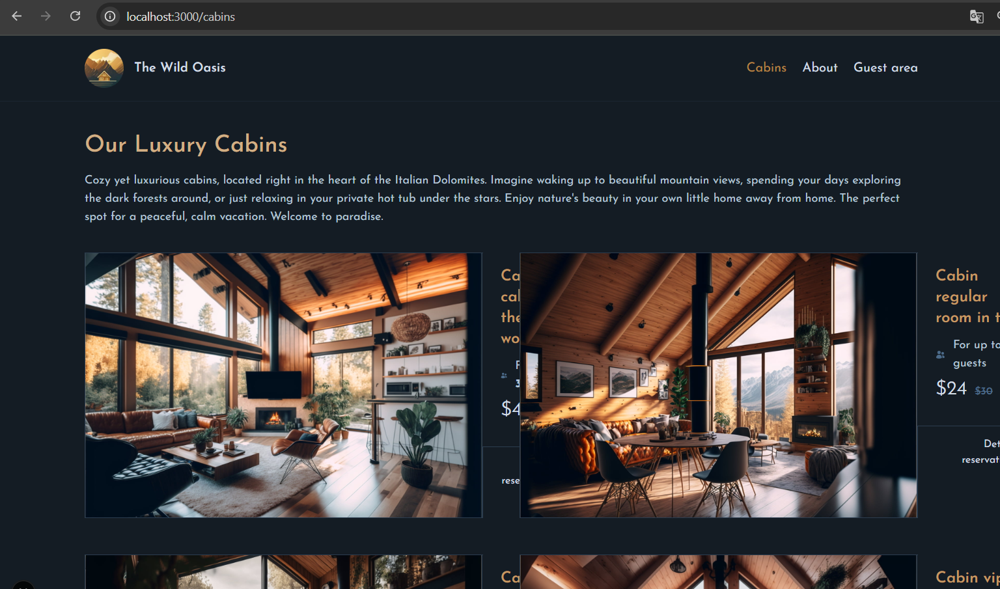 localhost:3000/cabins
The Wild Oasis
Cabins About Guest area
Our Luxury Cabins
Cozy yet luxurious cabins, located right in the heart of the Italian Dolomites. Imagine waking up to beautiful mountain views, spending your days exploring
the dark forests around, or just relaxing in your private hot tub under the stars. Enjoy nature's beauty in your own little home away from home. The perfect
spot for a peaceful, calm vacation. Welcome to paradise.
Ca
cal
the
wo
F
3
$4
rese
Cabin
regular
room in t
For up to
guests
$24 $30
Det
reservat
Ca
Cabin vip